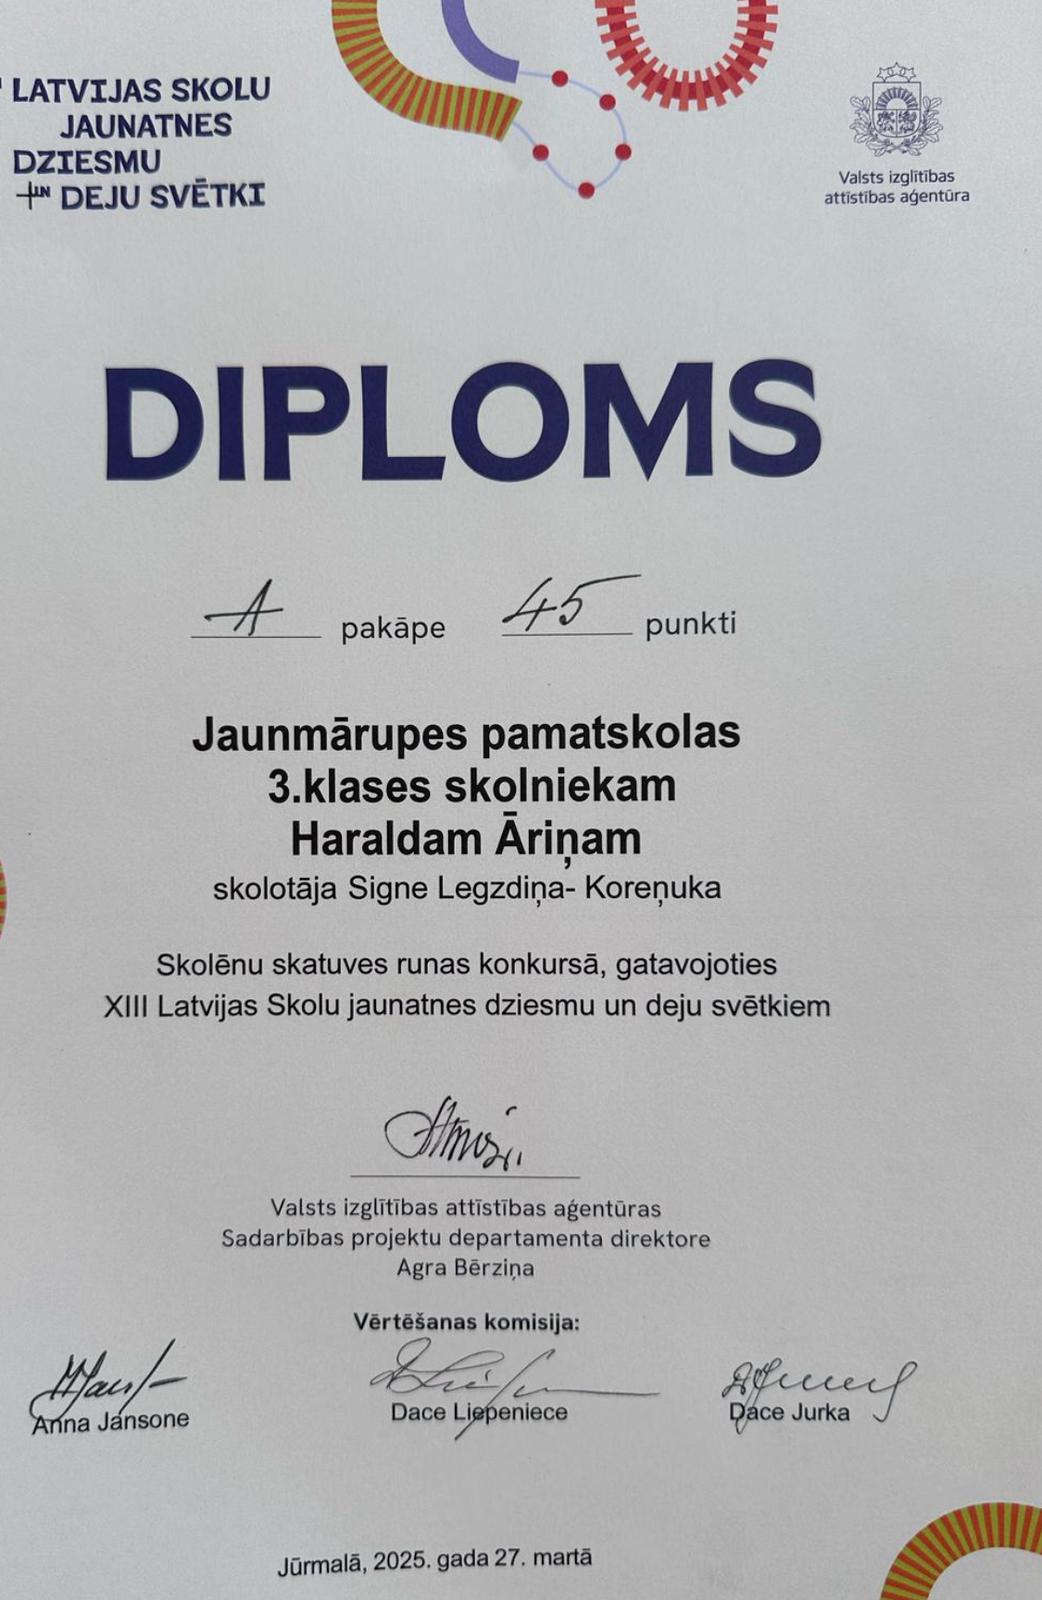 LATVIJAS SKOLU
JAUNATNES
DZIESMU
UN DEJU SVĒTKI
Valsts izglītības
attīstības aģentūra
DIPLOMS
A pakāpe 45 punkti
Jaunmārupes pamatskolas
3.klases skolniekam
Haraldam Āriņam
skolotāja Signe Legzdiņa- Koreņuka
Skolēnu skatuves runas konkursā, gatavojoties
XIII Latvijas Skolu jaunatnes dziesmu un deju svētkiem
Valsts izglītības attīstības aģentūras
Sadarbības projektu departamenta direktore
Agra Bērziņa
Vērtēšanas komisija:
Anna Jansone
Dace Liepeniece
Dace Jurka
Jūrmalā, 2025. gada 27. martā